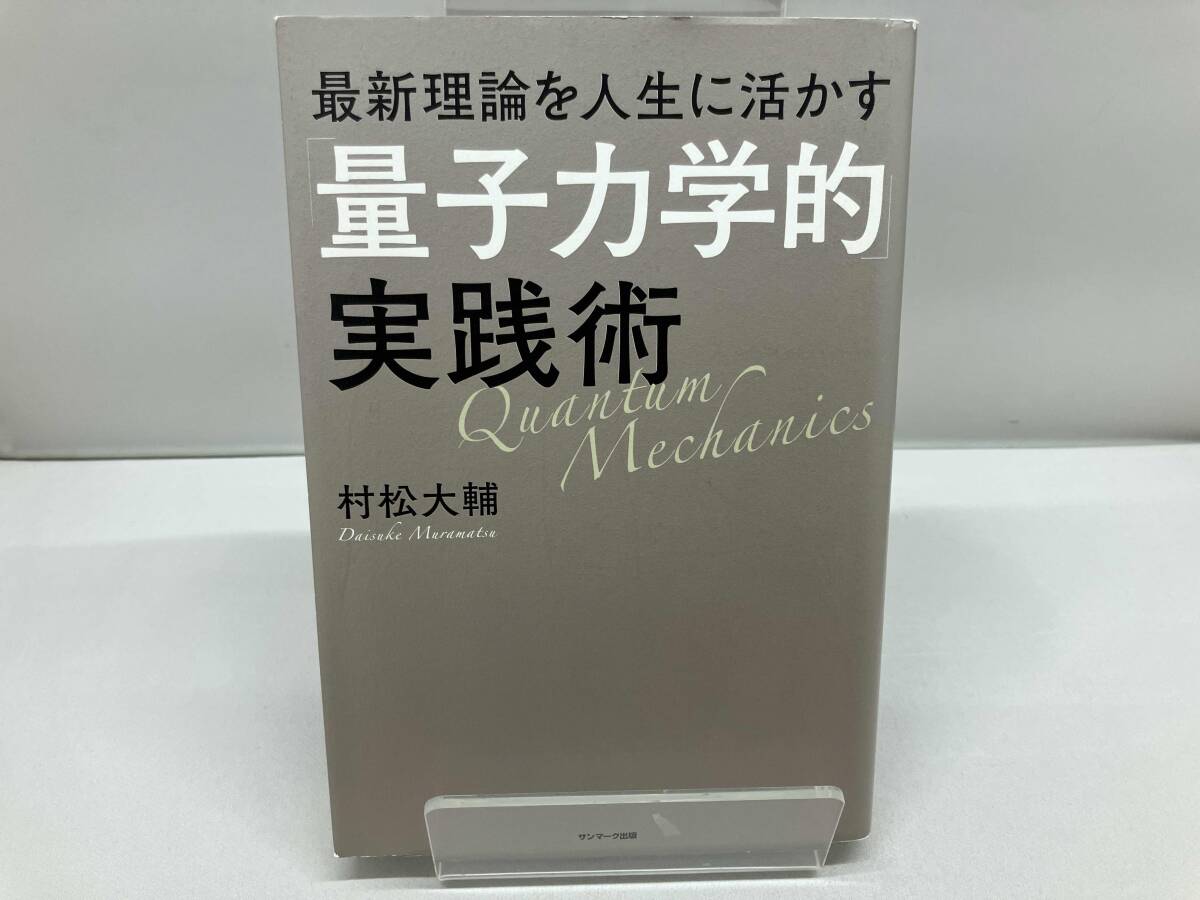 最新理論を人生に活かす
「量子力学的」
実践術
Quantum
Mechanics
村松大輔
Daisuke Muramatsu
サンマーク出版